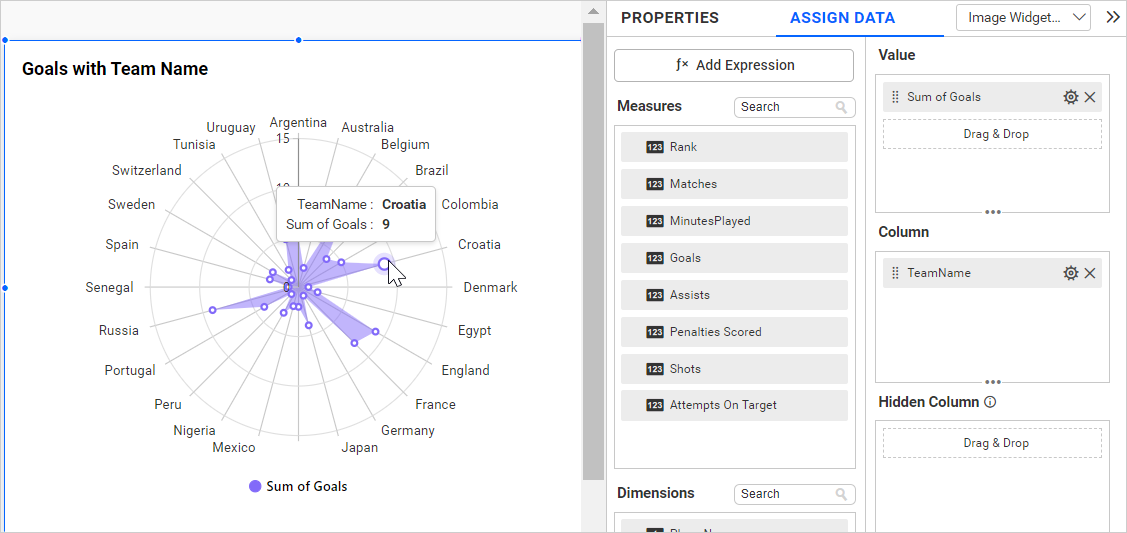 PROPERTIES
ASSIGN DATA
Image Widget...
Goals with Team Name
Argentina
Australia
Belgium
Brazil
Colombia
Croatia
Denmark
Egypt
England
France
Germany
Japan
Mexico
Nigeria
Peru
Portugal
Russia
Senegal
Spain
Sweden
Switzerland
Tunisia
Uruguay
15
TeamName : Croatia
Sum of Goals : 9
Sum of Goals
ƒx Add Expression
Measures
Search
123 Rank
123 Matches
123 MinutesPlayed
123 Goals
123 Assists
123 Penalties Scored
123 Shots
123 Attempts On Target
Dimensions
Search
Value
Sum of Goals
Drag & Drop
Column
TeamName
Hidden Column
Drag & Drop